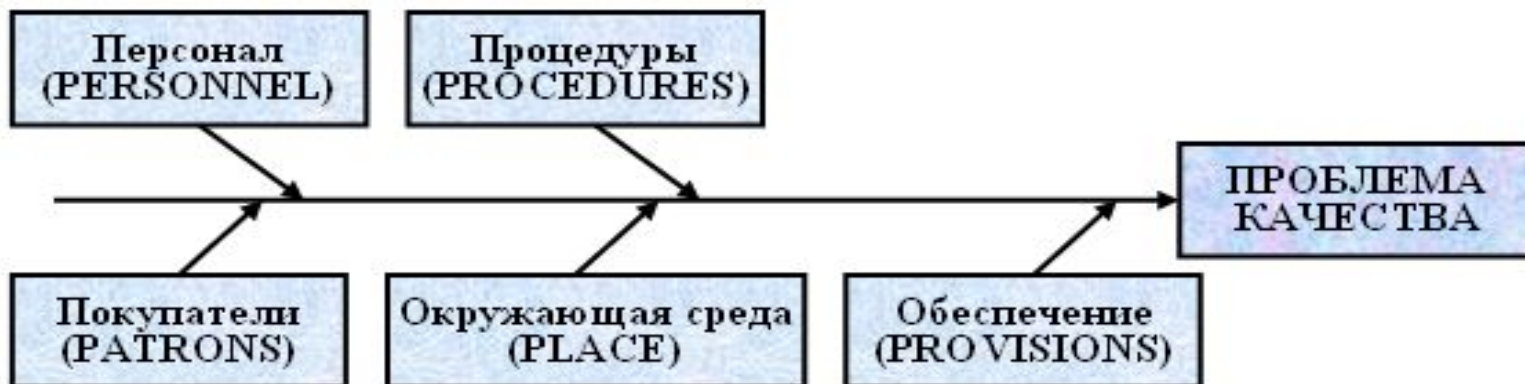 Персонал
(PERSONNEL)
Процедуры
(PROCEDURES)
ПРОБЛЕМА
КАЧЕСТВА
Покупатели
(PATRONS)
Окружающая среда
(PLACE)
Обеспечение
(PROVISIONS)